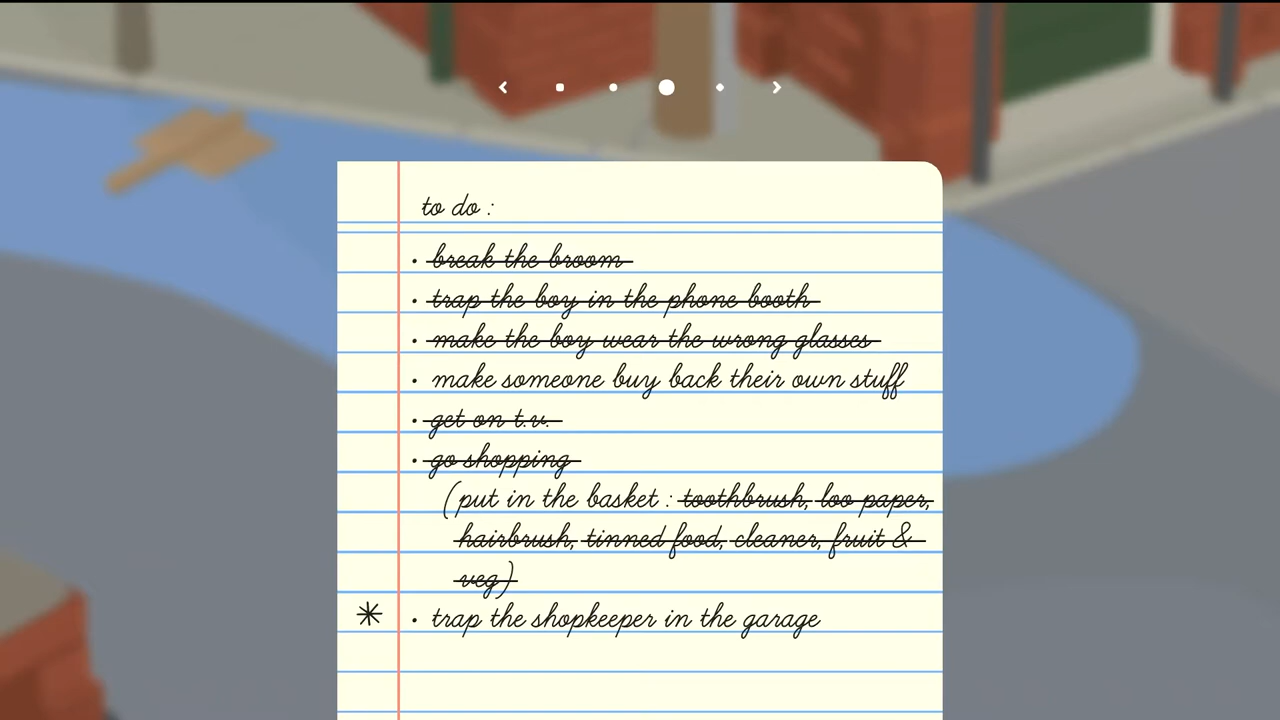 to do :
• break the broom
• trap the boy in the phone booth
• make the boy wear the wrong glasses
• make someone buy back their own stuff
• get on t.v.
• go shopping
(put in the basket : toothbrush, loo paper,
hairbrush, tinned food, cleaner, fruit &
veg)
* • trap the shopkeeper in the garage